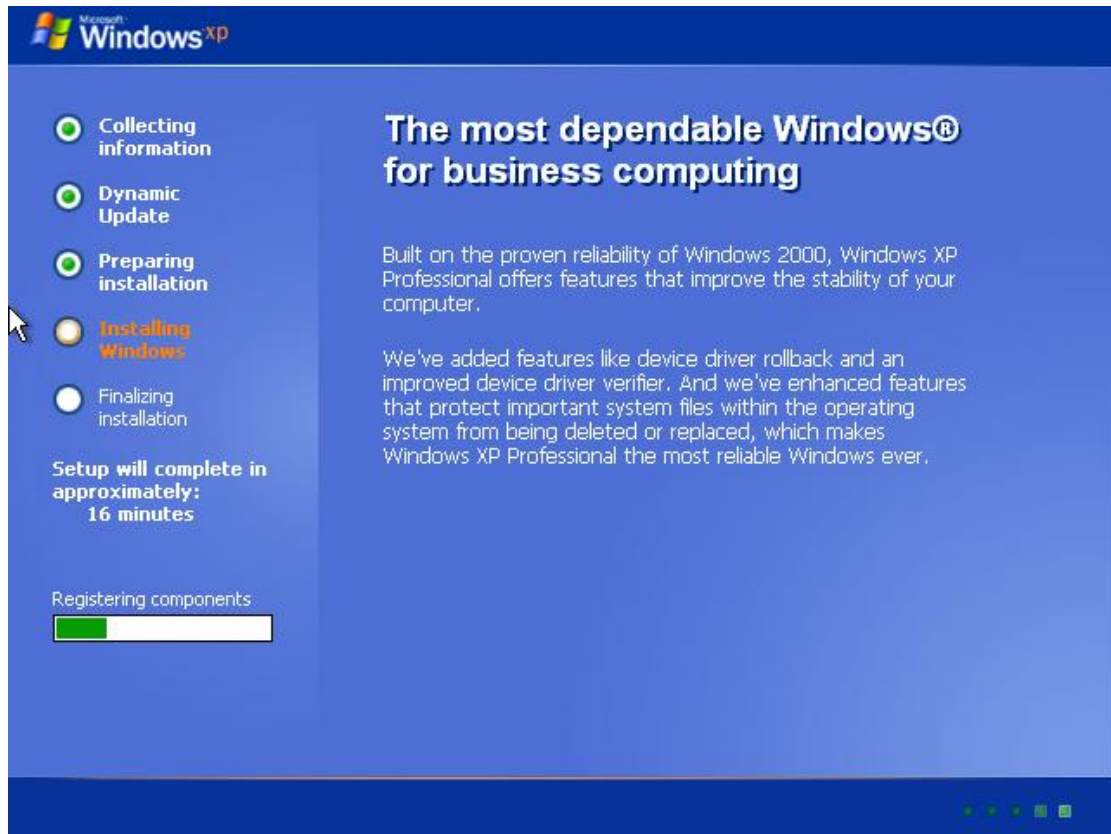 Microsoft
Windows xp
Collecting
information
Dynamic
Update
Preparing
installation
Installing
Windows
Finalizing
installation
Setup will complete in
approximately:
16 minutes
Registering components
The most dependable Windows®
for business computing
Built on the proven reliability of Windows 2000, Windows XP
Professional offers features that improve the stability of your
computer.
We've added features like device driver rollback and an
improved device driver verifier. And we've enhanced features
that protect important system files within the operating
system from being deleted or replaced, which makes
Windows XP Professional the most reliable Windows ever.